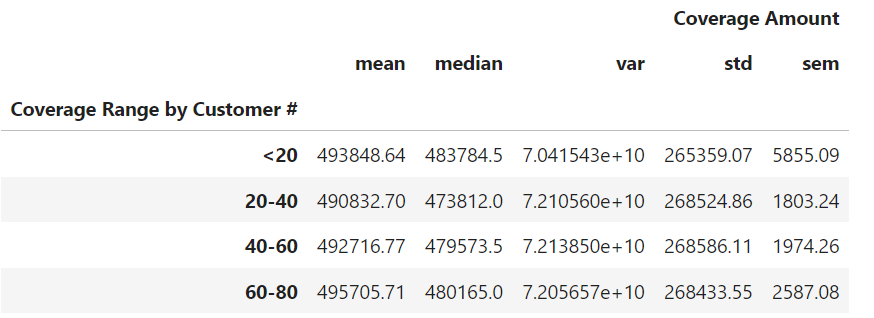 Coverage Amount
mean median var std sem
Coverage Range by Customer #
<20 493848.64 483784.5 7.041543e+10 265359.07 5855.09
20-40 490832.70 473812.0 7.210560e+10 268524.86 1803.24
40-60 492716.77 479573.5 7.213850e+10 268586.11 1974.26
60-80 495705.71 480165.0 7.205657e+10 268433.55 2587.08